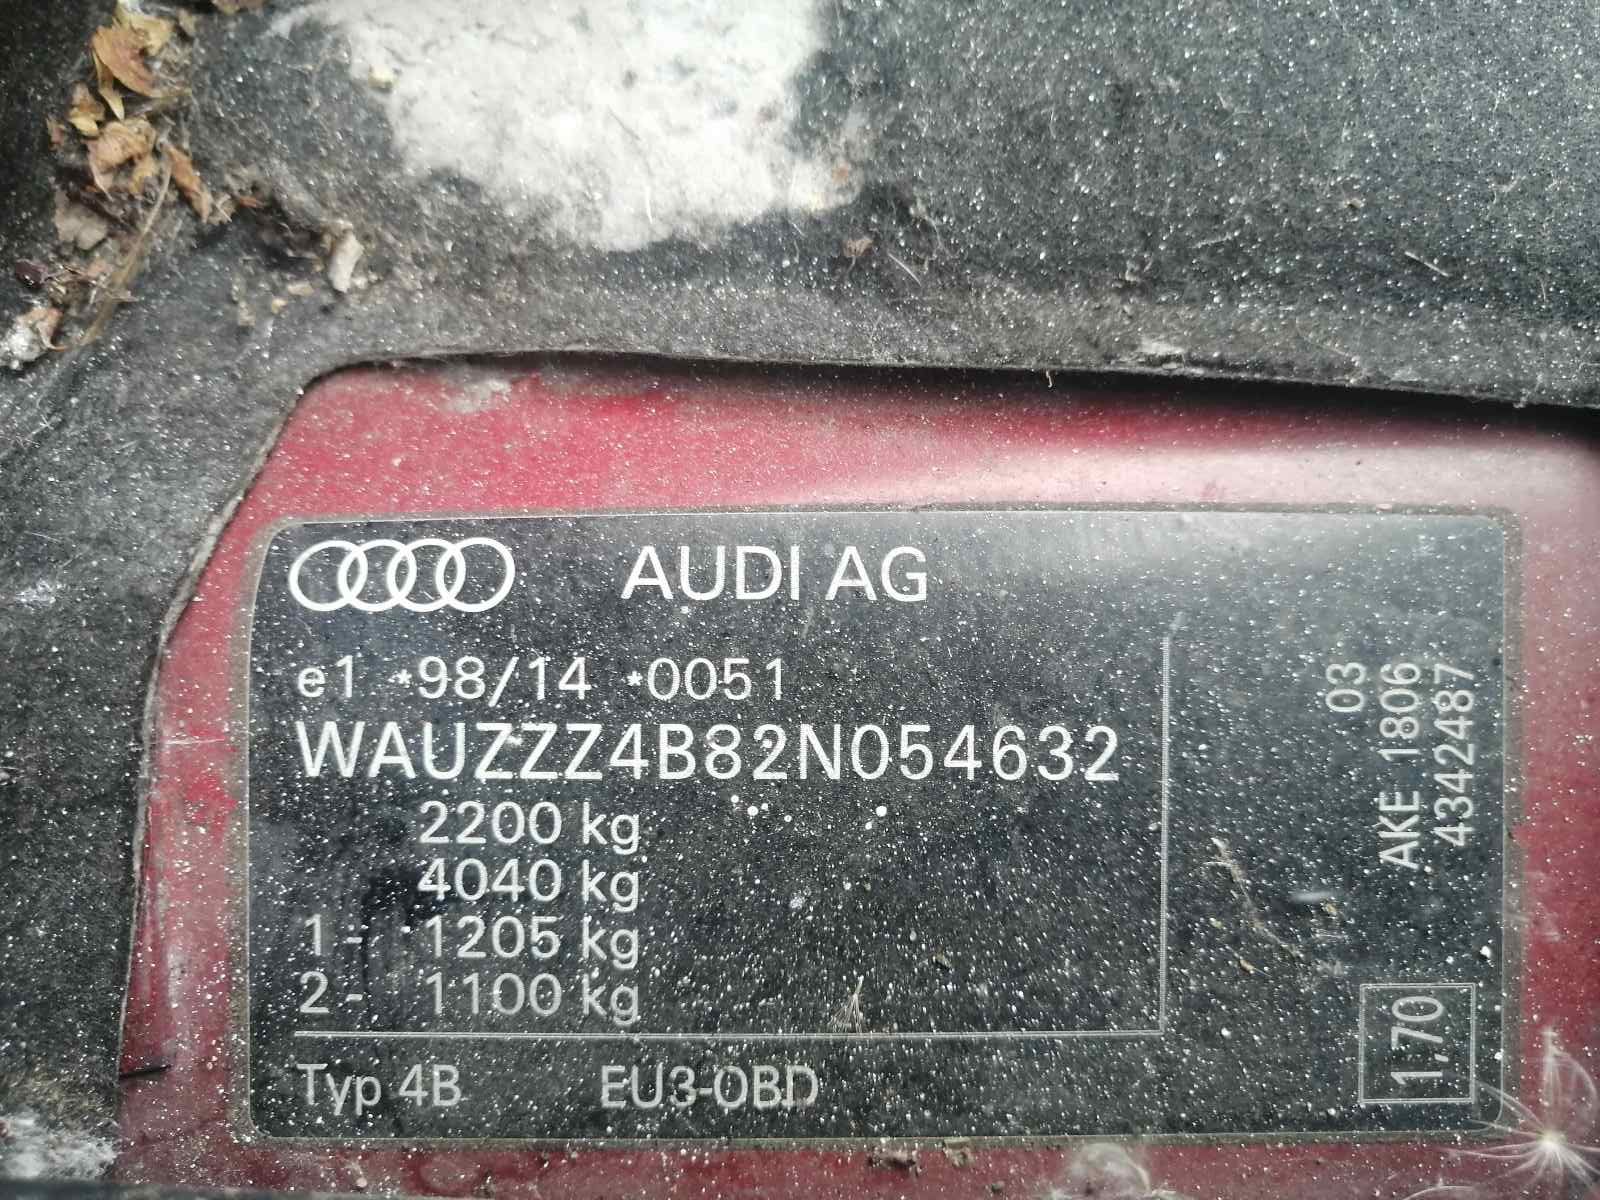 AUDI AG
e1 *98/14 *0051
WAUZZZ4B82N054632
2200 kg
4040 kg
1- 1205 kg
2- 1100 kg
Typ 4B EU3-OBD
03
AKE 1806
4342487
1,70